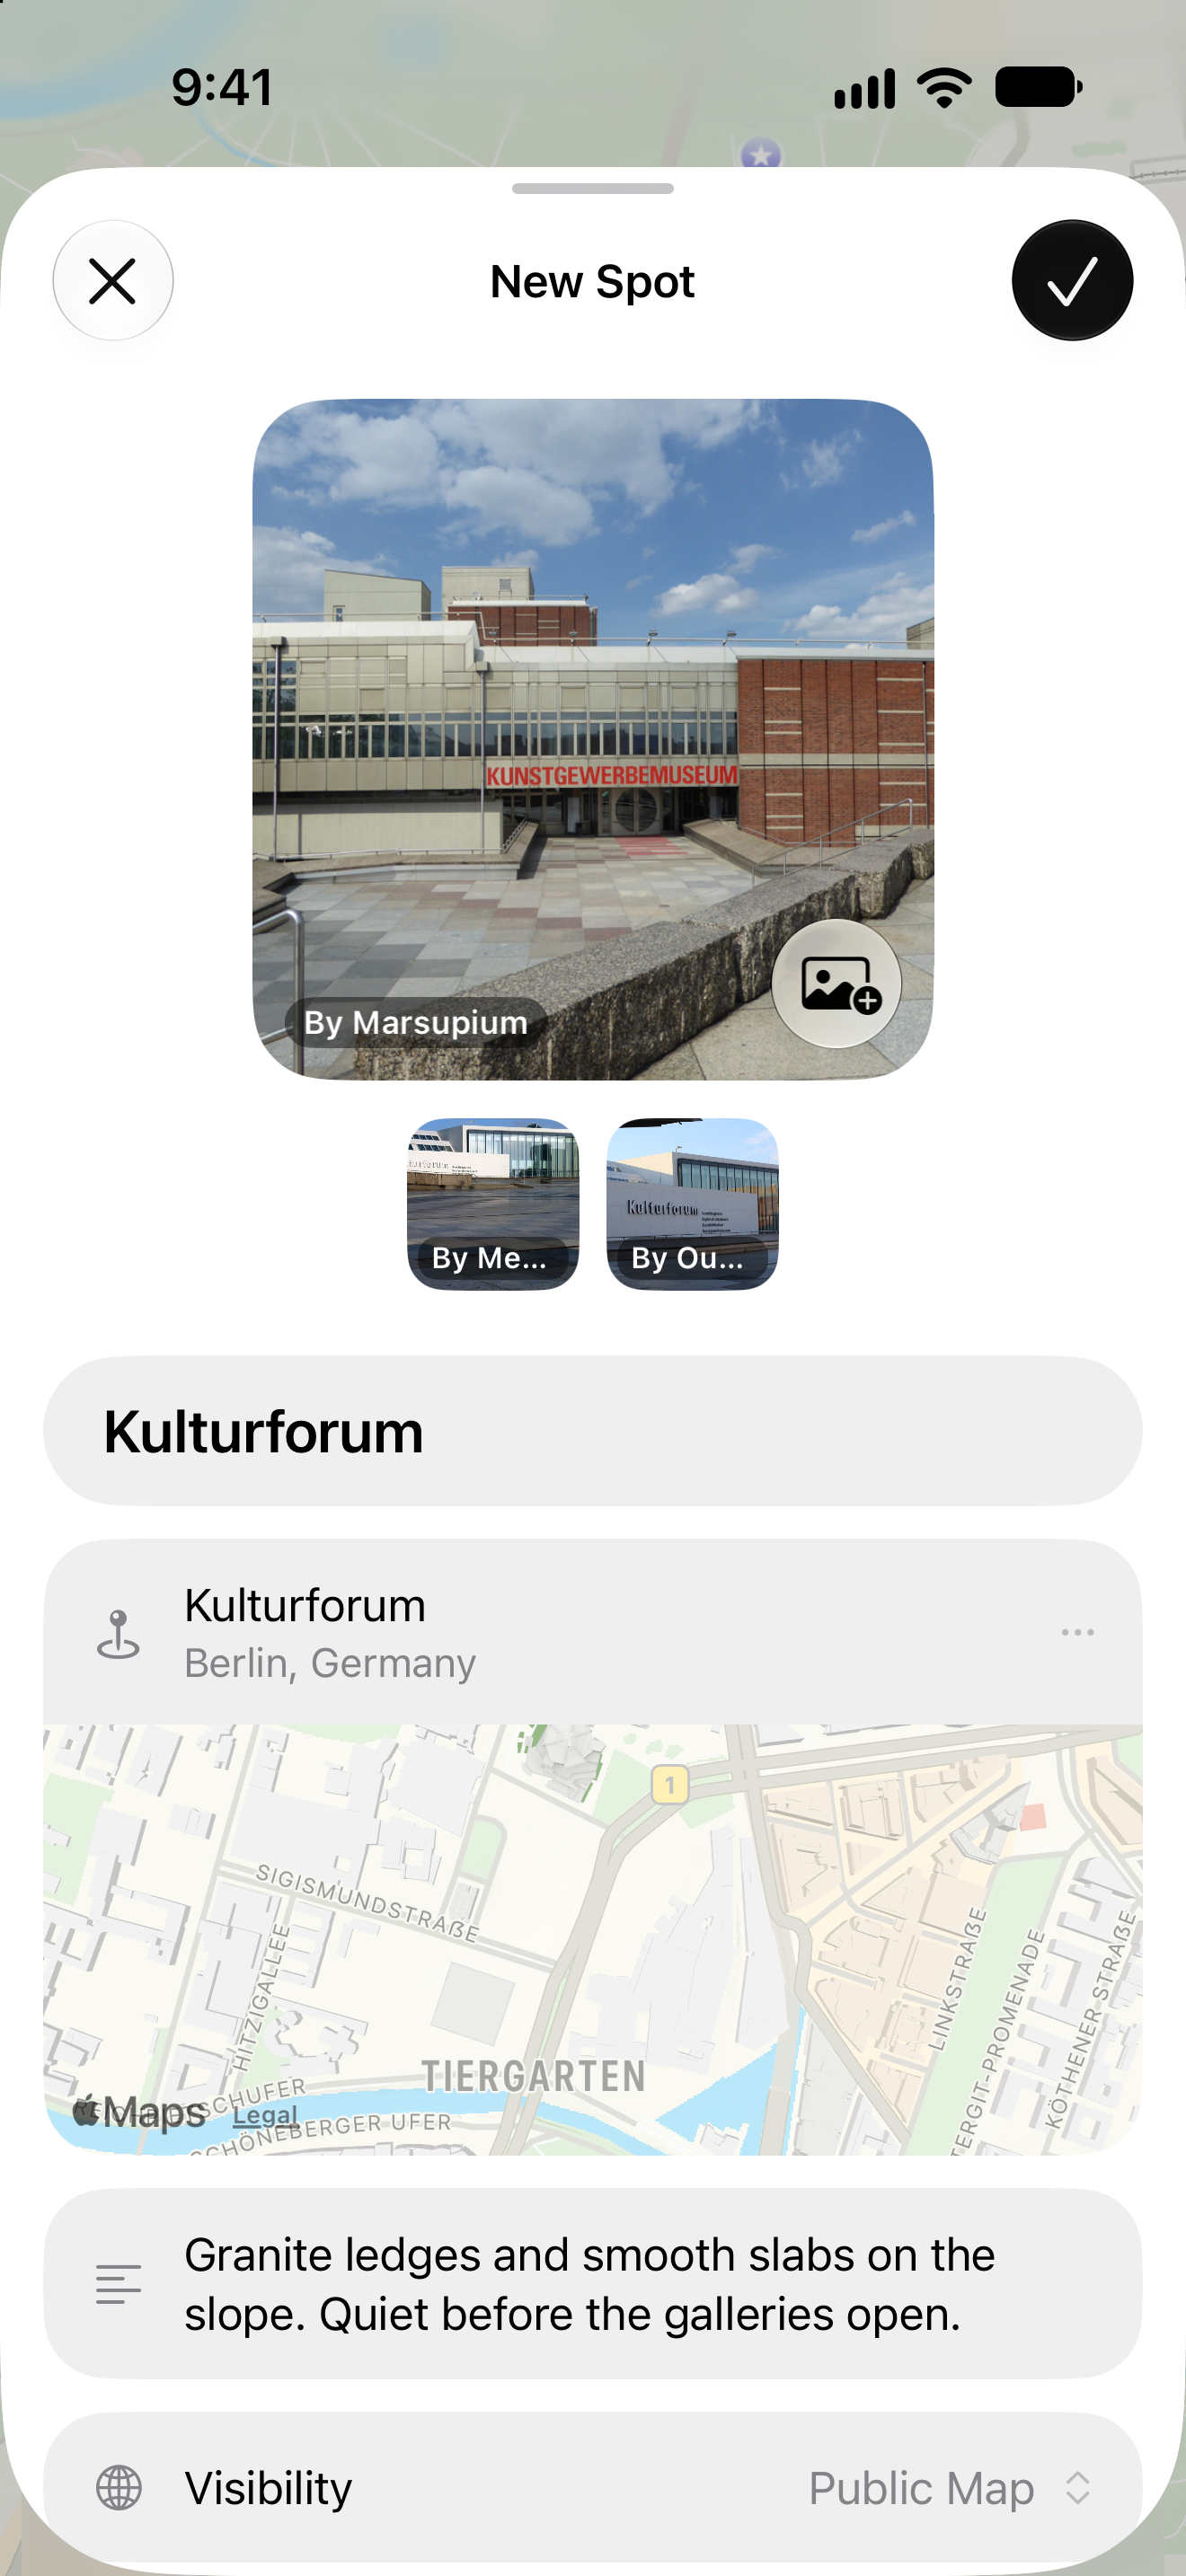 9:41
New Spot
KUNSTGEWERBEMUSEUM
By Marsupium
Kulturforum
By Me...
By Ou...
Kulturforum
Kulturforum
Berlin, Germany
1
SIGISMUNDSTRAßE
HITZIGALLEE
LINKSTRAßE
KÖTHENER STRAßE
TIERGARTEN
Maps
Legal
SCHÖNEBERGER UFER
Granite ledges and smooth slabs on the
slope. Quiet before the galleries open.
Visibility
Public Map